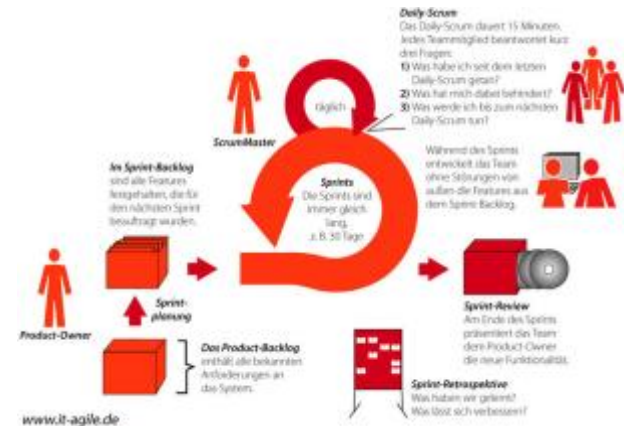 Daily-Scrum
Das Daily-Scrum dauert 15 Minuten.
Jedes Teammitglied beantwortet kurz
drei Fragen:
1) Was habe ich seit dem letzten
Daily-Scrum getan?
2) Was hat mich dabei behindert?
3) Was werde ich bis zum nächsten
Daily-Scrum tun?
täglich
ScrumMaster
Im Sprint-Backlog
sind alle Features
festgehalten, die für
den nächsten Sprint
beauftragt wurden.
Sprints
Die Sprints sind
immer gleich
lang,
z. B. 30 Tage
Während des Sprints
entwickelt das Team
ohne Störungen von
außen die Features aus
dem Sprint-Backlog.
Product-Owner
Sprint-
planung
Das Product-Backlog
enthält alle bekannten
Anforderungen an
das System.
Sprint-Review
Am Ende des Sprints
präsentiert das Team
dem Product-Owner
die neue Funktionalität.
Sprint-Retrospektive
Was haben wir gelernt?
Was lässt sich verbessern?
www.it-agile.de